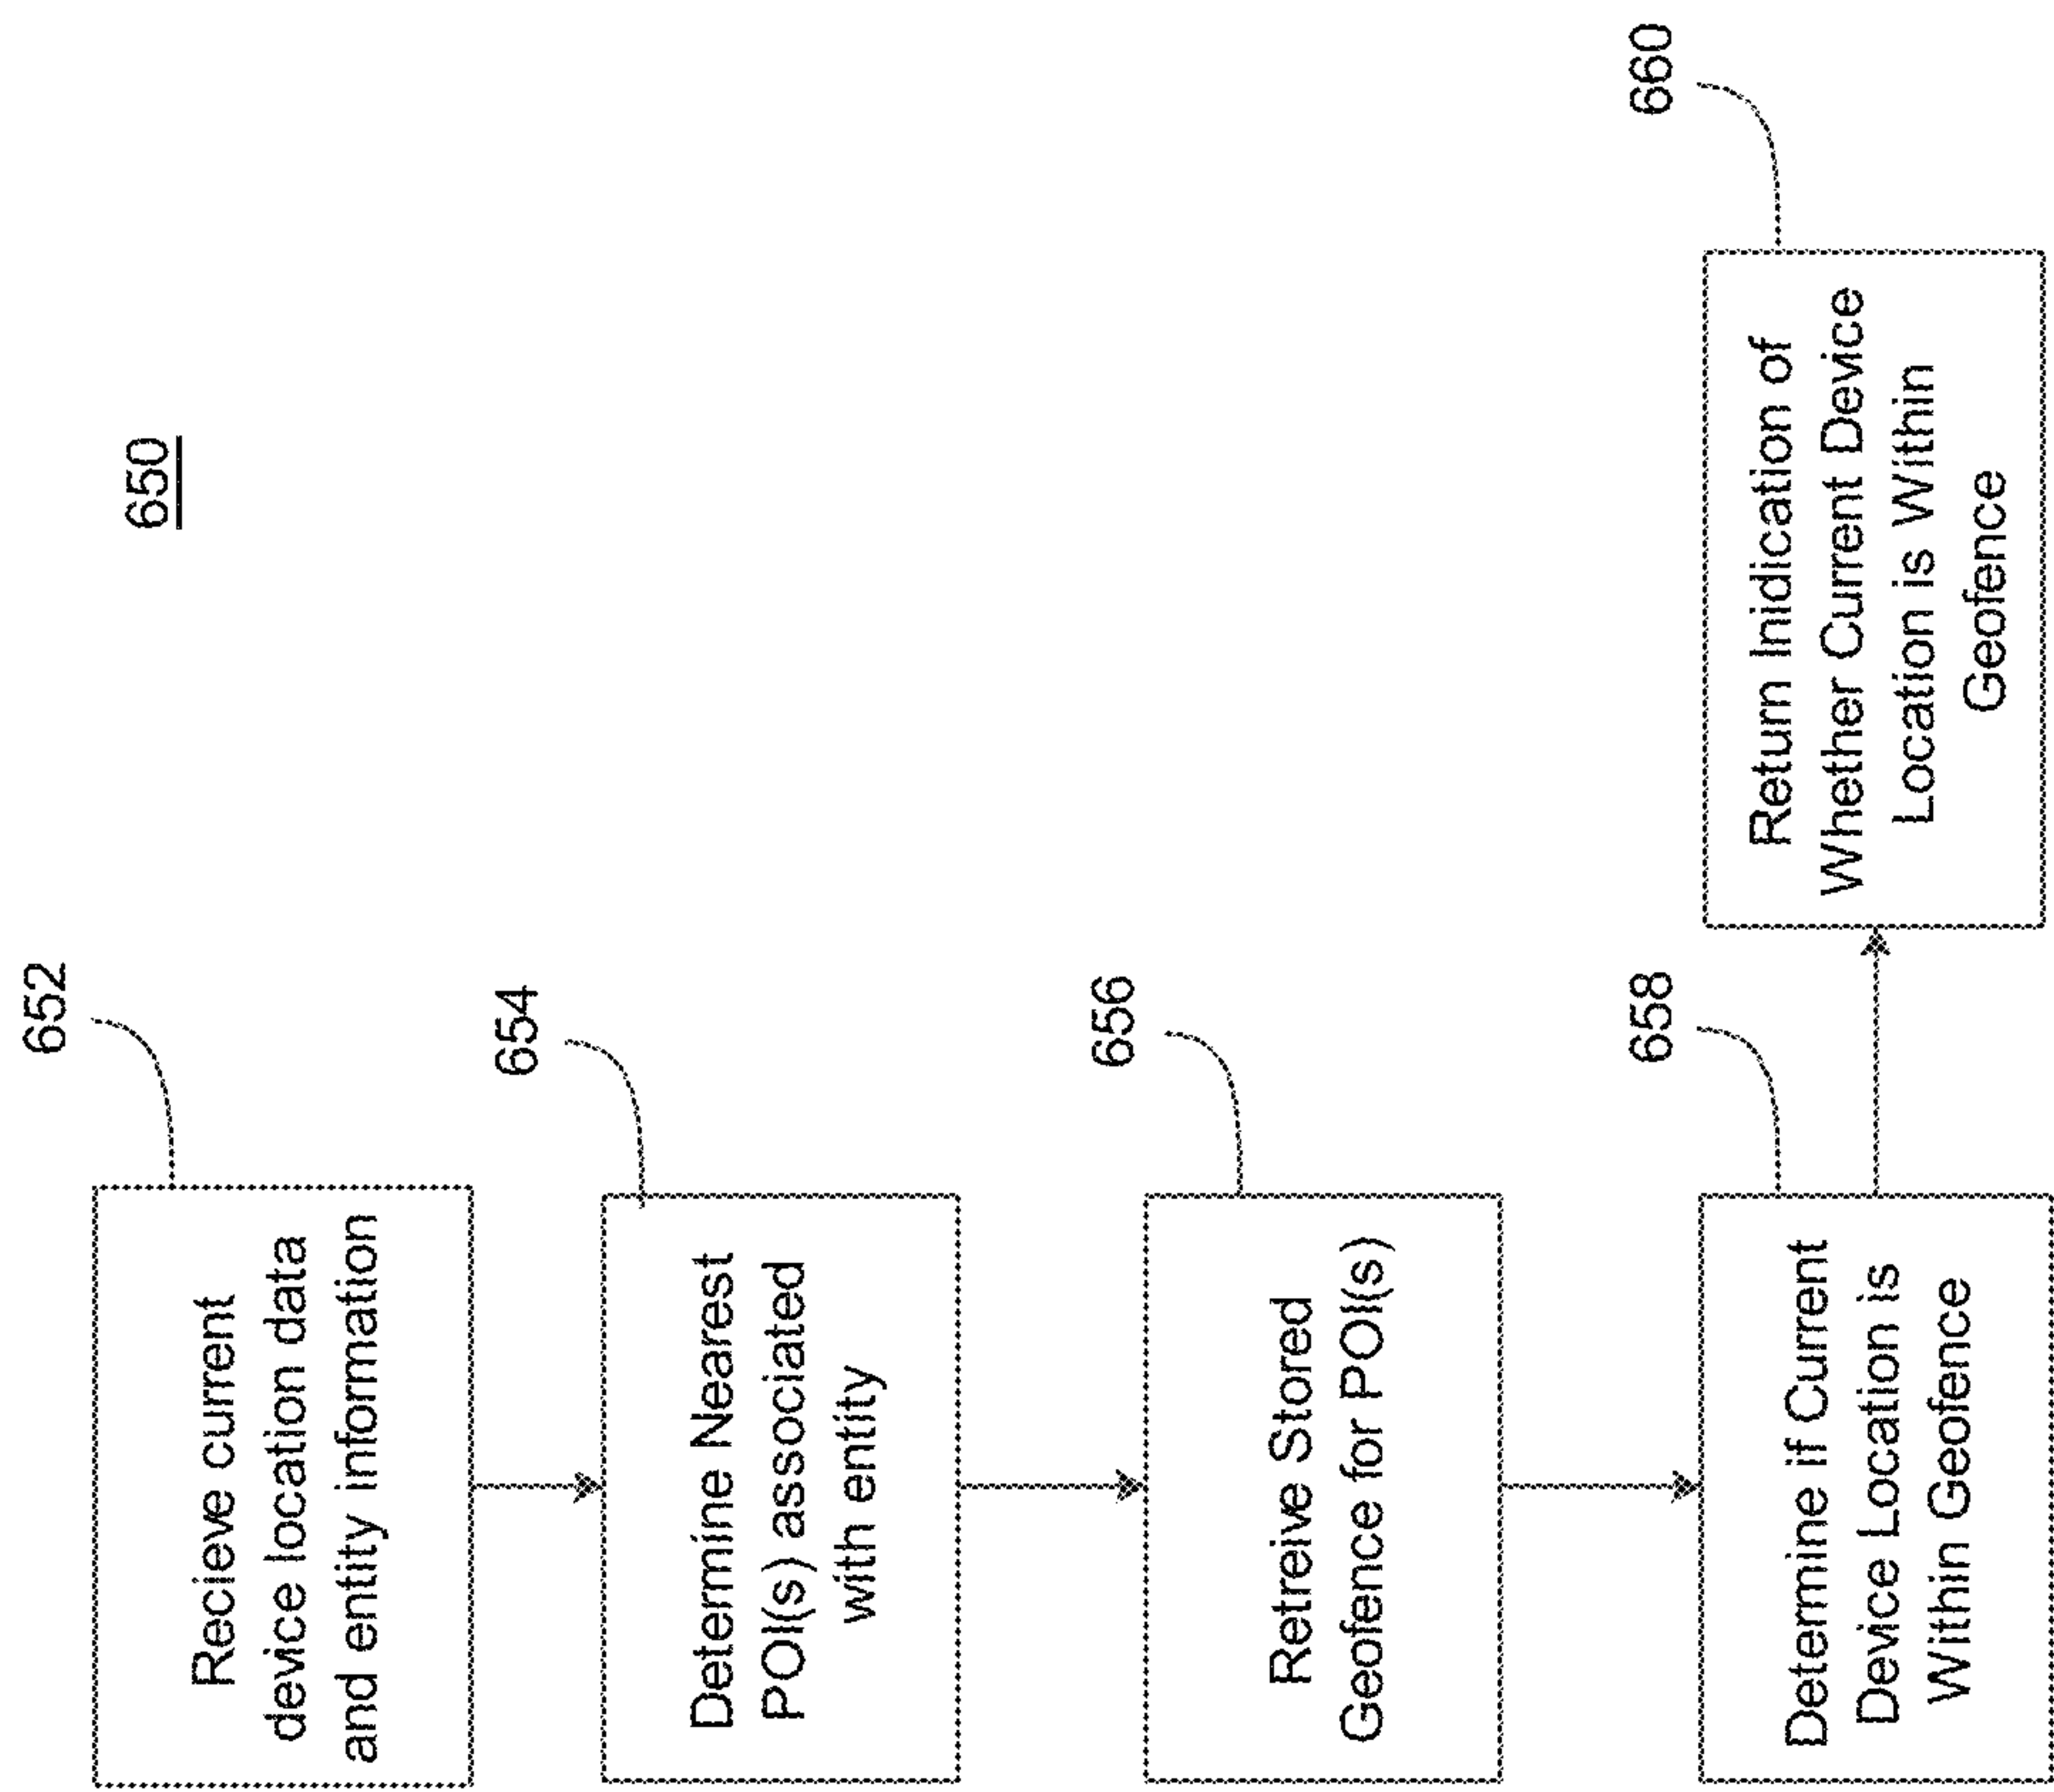 650
652
Recieve current
device location data
and entity information
654
Determine Nearest
POI(s) associated
with entity
656
Retreive Stored
Geofence for POI(s)
658
Determine if Current
Device Location is
Within Geofence
660
Return Inidication of
Whether Current Device
Location is Within
Geofence